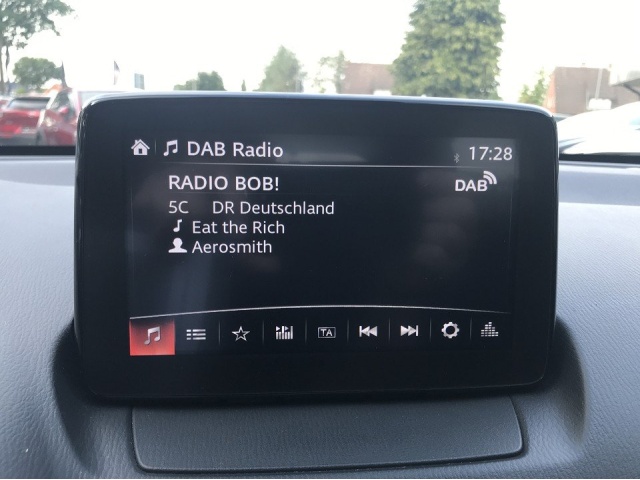 DAB Radio 17:28
RADIO BOB! DAB
5C DR Deutschland
Eat the Rich
Aerosmith
TA